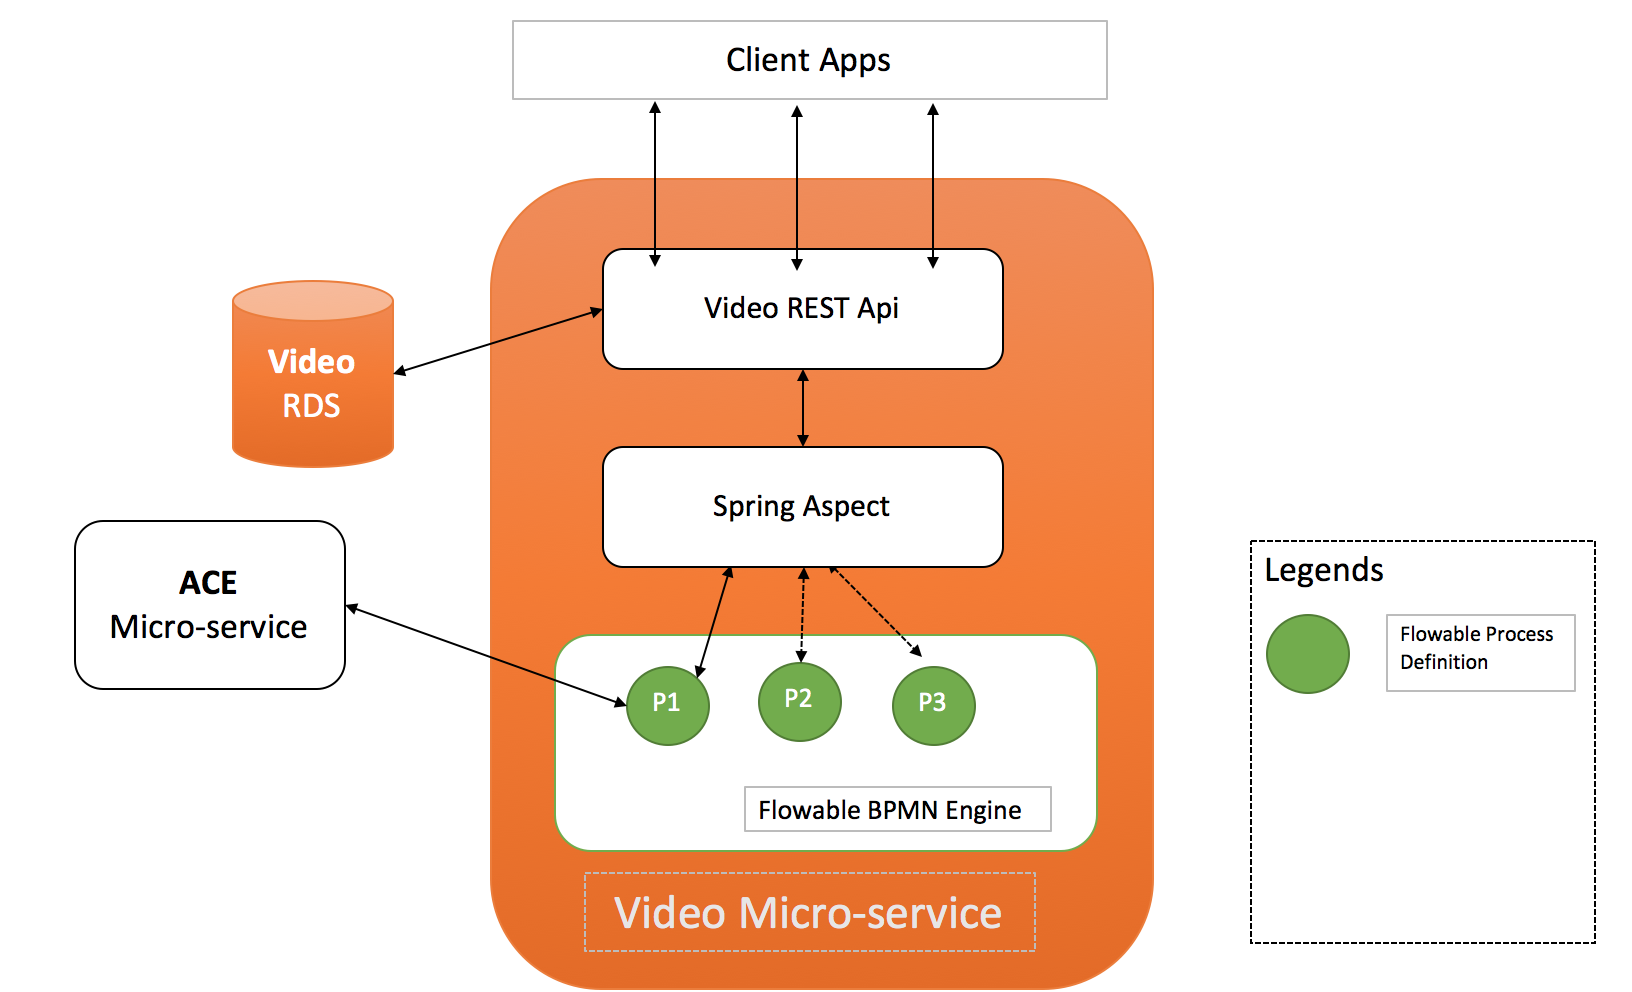 Client Apps
Video REST Api
Video
RDS
Spring Aspect
ACE
Micro-service
Legends
Flowable Process
Definition
P1
P2
P3
Flowable BPMN Engine
Video Micro-service